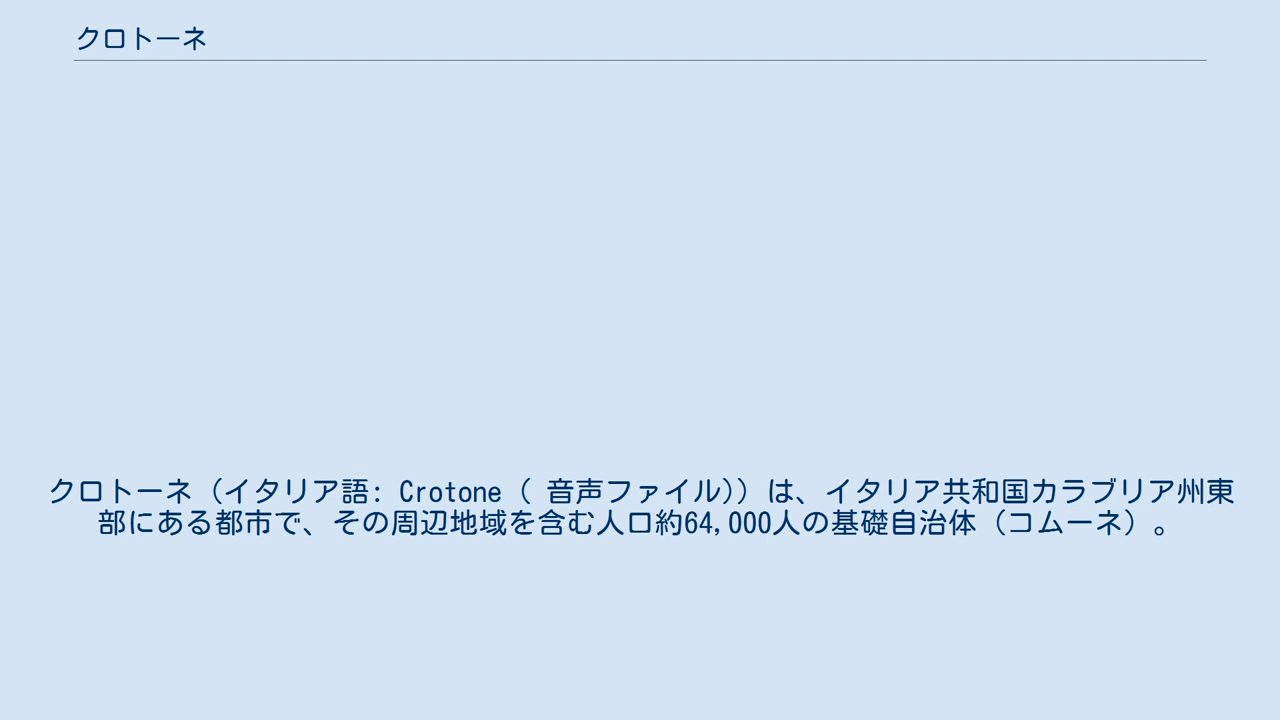 クロトーネ
クロトーネ（イタリア語: Crotone（ 音声ファイル)）は、イタリア共和国カラブリア州東
部にある都市で、その周辺地域を含む人口約64,000人の基礎自治体（コムーネ）。